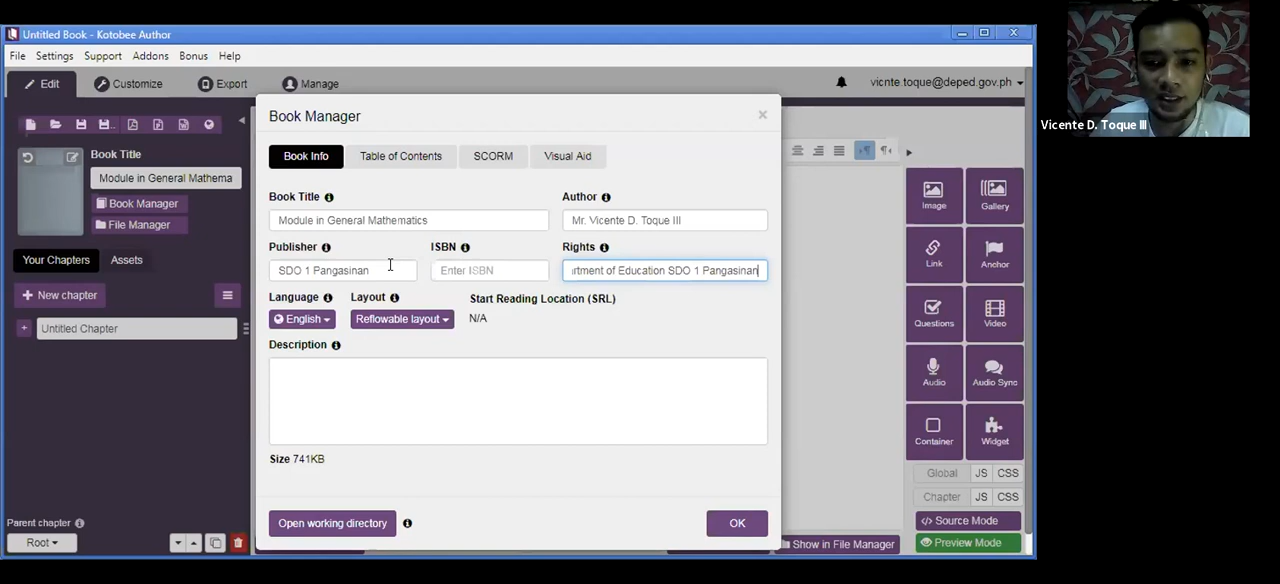 Untitled Book - Kotobee Author
File Settings Support Addons Bonus Help
Edit Customize Export Manage
vicnte.toque@deped.gov.ph
Vicente D. Toque III
Book Title
Module in General Mathema
Book Manager
File Manager
Your Chapters Assets
+ New chapter
+ Untitled Chapter
Parent chapter
Root
Book Manager ×
Book Info Table of Contents SCORM Visual Aid
Book Title Author
Module in General Mathematics Mr. Vicente D. Toque III
Publisher ISBN Rights
SDO 1 Pangasinan Enter ISBN rtment of Education SDO 1 Pangasinan
Language Layout Start Reading Location (SRL)
English Reflowable layout N/A
Description
Size 741KB
Open working directory OK
Image Gallery
Link Anchor
Questions Video
Audio Audio Sync
Container Widget
Global JS CSS
Chapter JS CSS
</> Source Mode
Show in File Manager Preview Mode